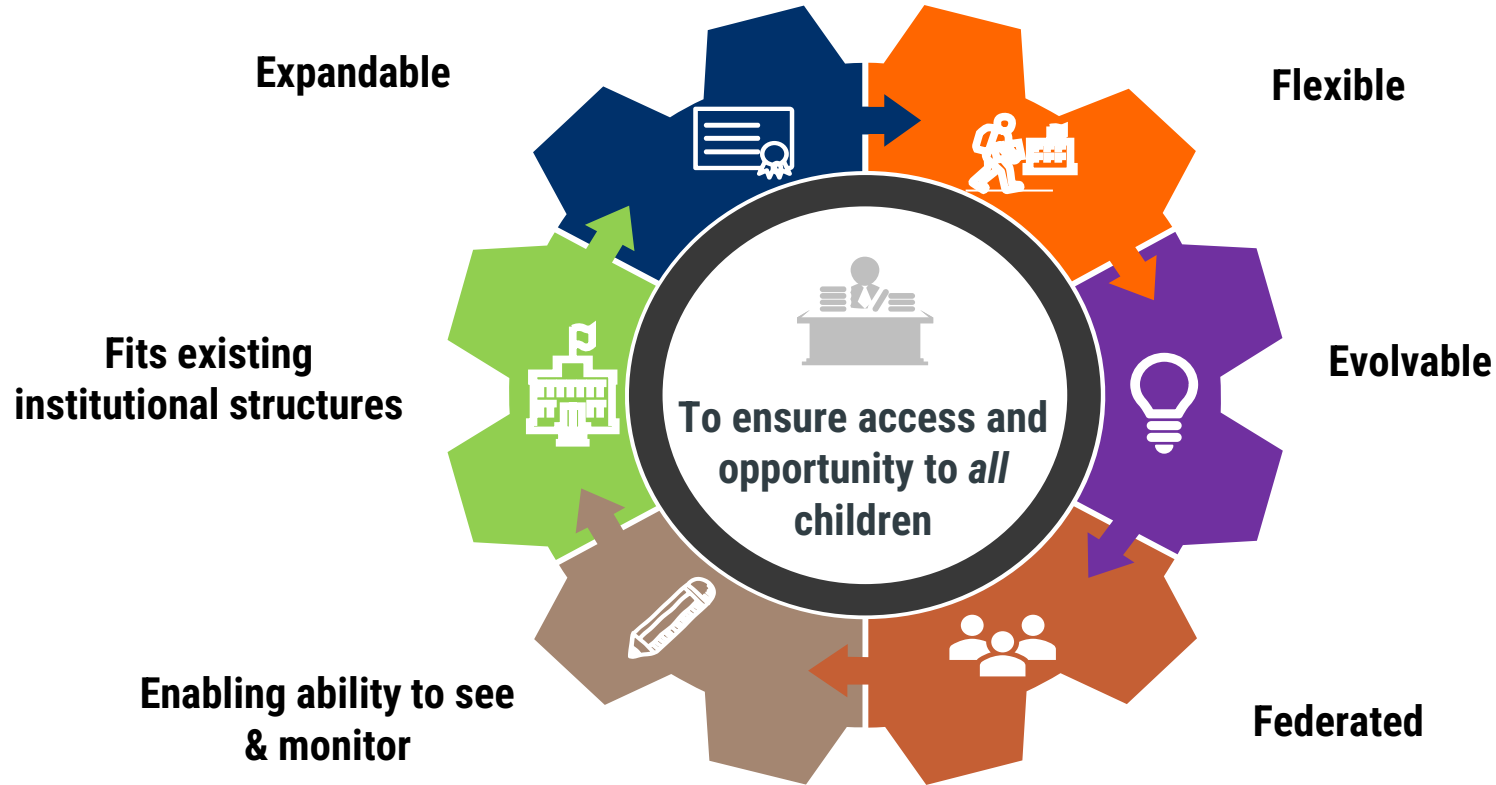 Expandable
Flexible
Fits existing
institutional structures
Evolvable
To ensure access and
opportunity to all
children
Enabling ability to see
& monitor
Federated